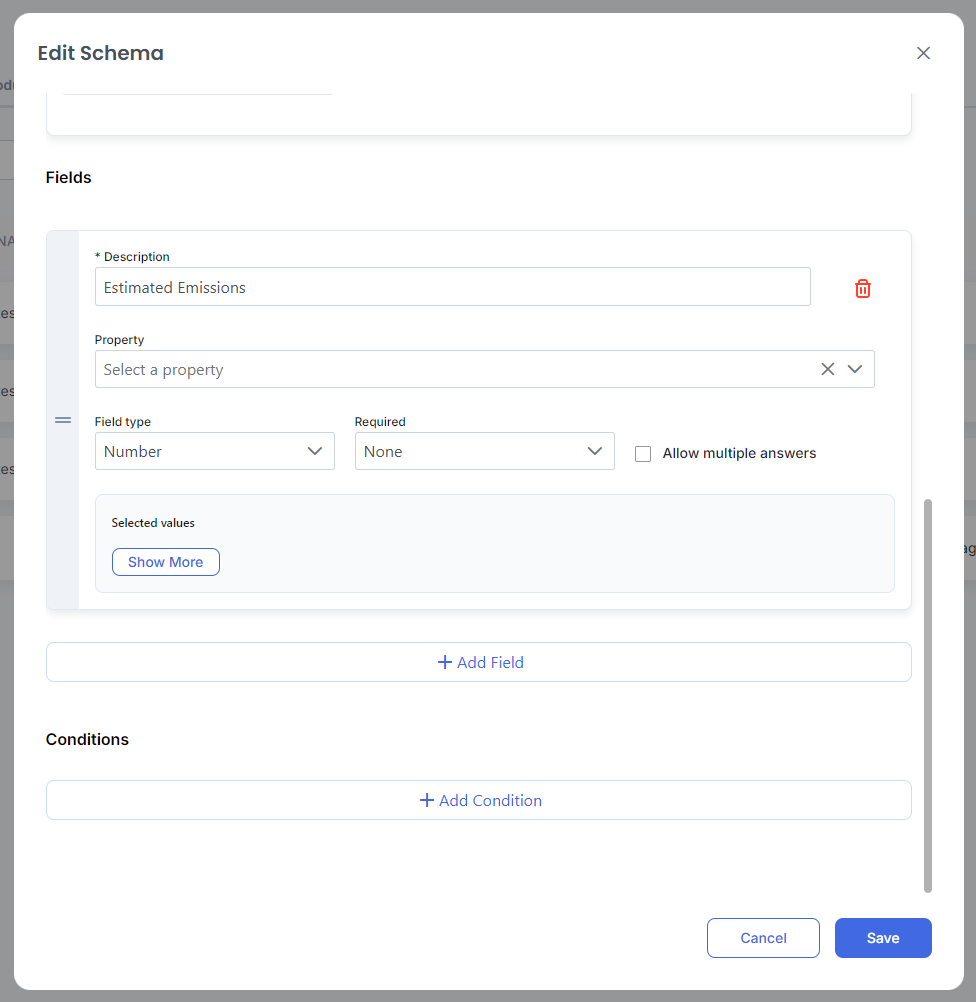 Edit Schema
Fields
* Description
Estimated Emissions
Property
Select a property
Field type
Required
Number
None
Allow multiple answers
Selected values
Show More
Add Field
Conditions
Add Condition
Cancel
Save